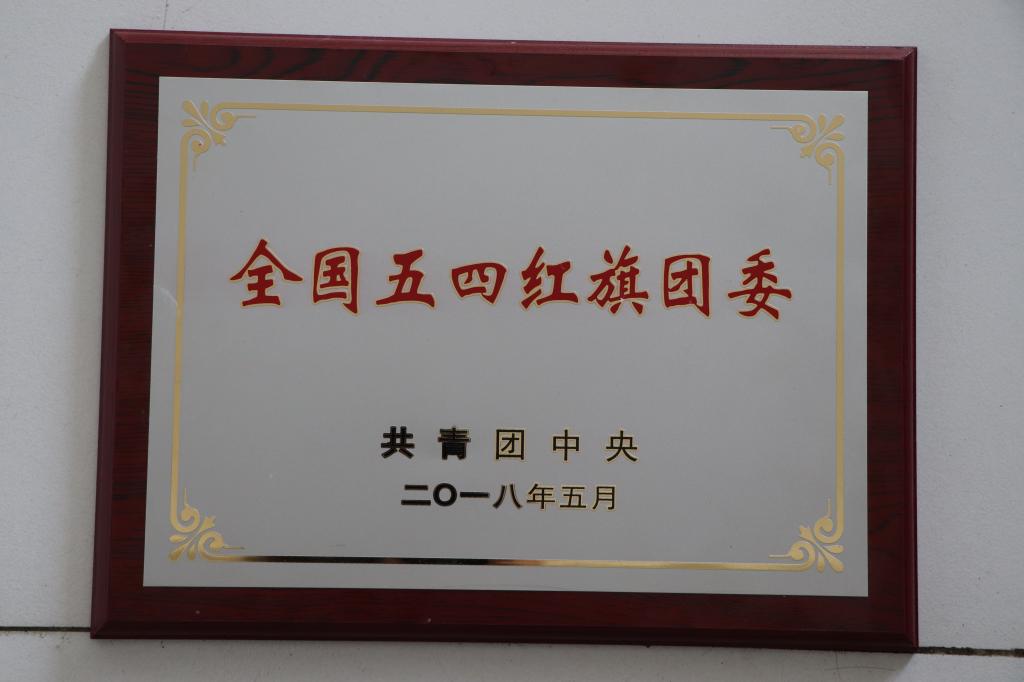 全国五四红旗团委
共青团中央
二〇一八年五月